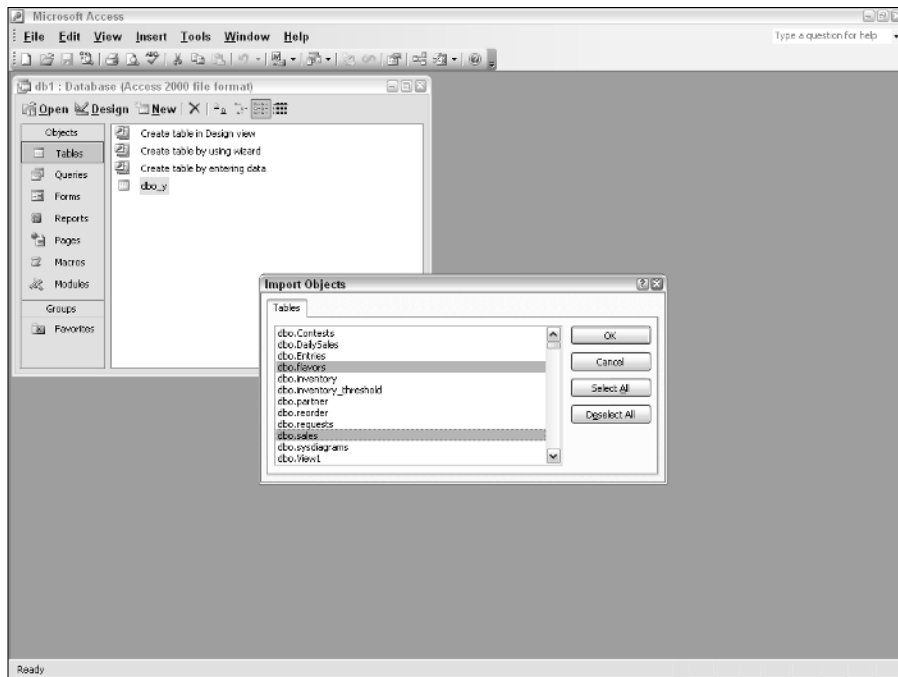 Microsoft Access
File Edit View Insert Tools Window Help
Type a question for help
db1 : Database (Access 2000 file format)
Open Design New
Objects
Tables
Queries
Forms
Reports
Pages
Macros
Modules
Groups
Favorites
Create table in Design view
Create table by using wizard
Create table by entering data
dbo_y
Import Objects
Tables
dbo.Contests
dbo.DailySales
dbo.Entries
dbo.flavors
dbo.inventory
dbo.inventory_threshold
dbo.partner
dbo.reorder
dbo.requests
dbo.sales
dbo.sysdiagrams
dbo.View1
OK
Cancel
Select All
Deselect All
Ready